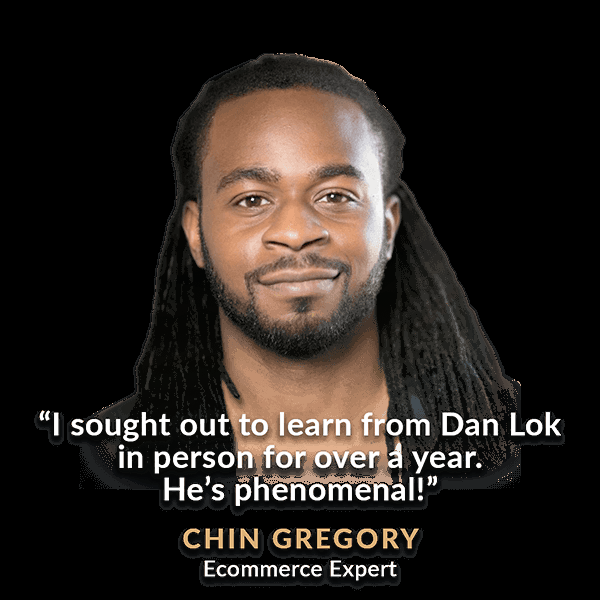 “I sought out to learn from Dan Lok
in person for over a year.
He’s phenomenal!”
CHIN GREGORY
Ecommerce Expert